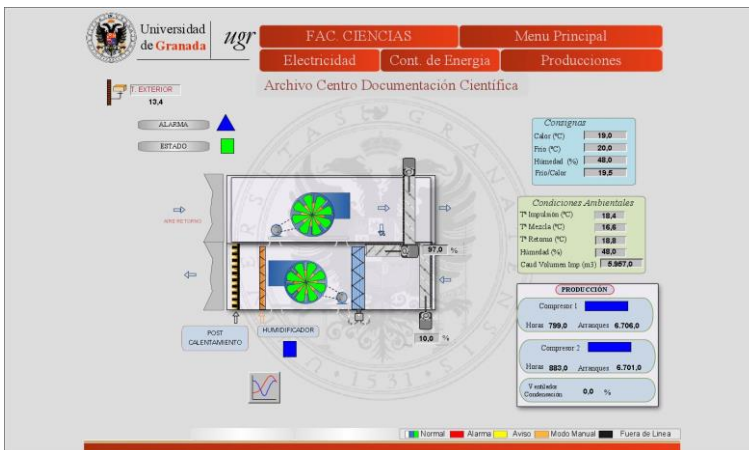 Universidad
de Granada
ugr
FAC. CIENCIAS
Menu Principal
Electricidad
Cont. de Energia
Producciones
Archivo Centro Documentación Científica
T. EXTERIOR
13,4
ALARMA
ESTADO
AIRE RETORNO
97,0 %
10,0 %
POST
CALENTAMIENTO
HUMIDIFICADOR
Consignas
Calor (ºC) 19,0
Frio (ºC) 20,0
Húmedad (%) 48,0
Frio/Calor 19,5
Condiciones Ambientales
Tª Impulsión (ºC) 18,4
Tª Mezcla (ºC) 16,6
Tª Retorno (ºC) 18,8
Húmedad (%) 48,0
Caud Volumen Imp (m3) 5.957,0
PRODUCCIÓN
Compresor 1
Horas 799,0 Arranques 6.706,0
Compresor 2
Horas 883,0 Arranques 6.701,0
Ventilador
Condensación 0,0 %
1531
Normal Alarma Aviso Modo Manual Fuera de Linea